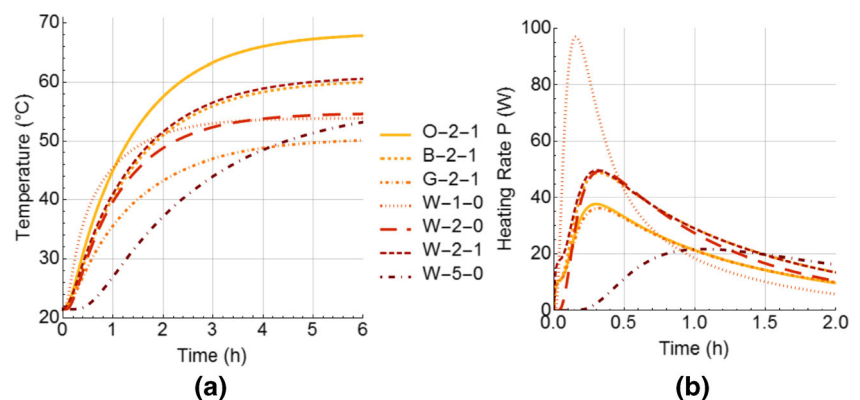 70
60
50
40
30
20
0 1 2 3 4 5 6
Temperature (°C)
Time (h)
(a)
O–2–1
B–2–1
G–2–1
W–1–0
W–2–0
W–2–1
W–5–0
100
80
60
40
20
0
0.0 0.5 1.0 1.5 2.0
Heating Rate P (W)
Time (h)
(b)